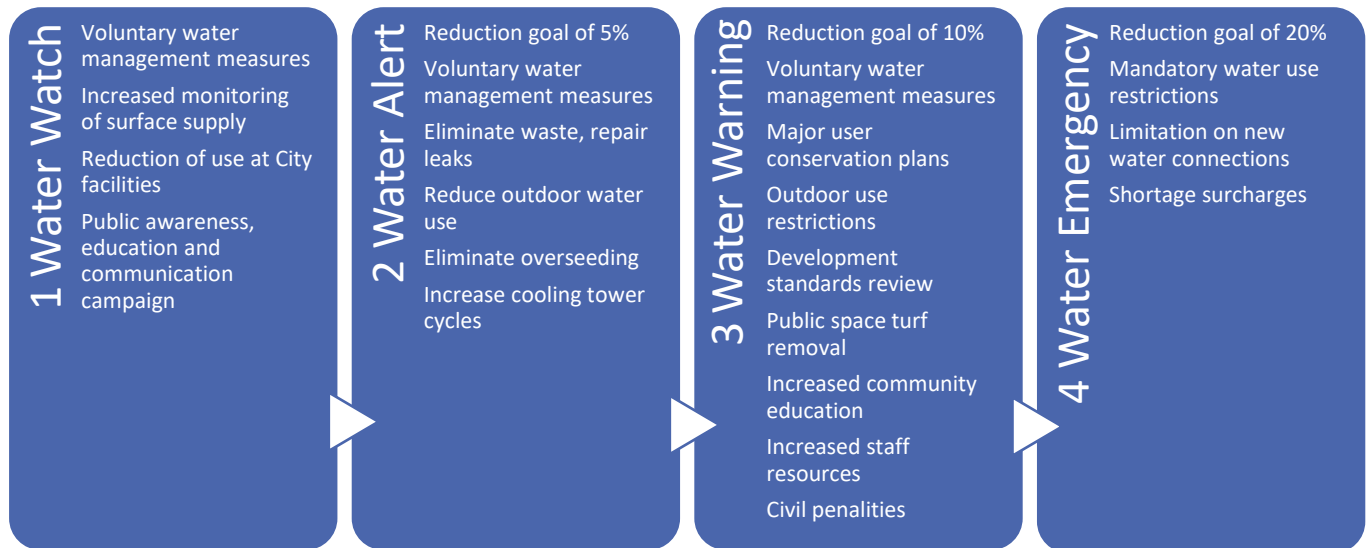 1 Water Watch
Voluntary water
management measures
Increased monitoring
of surface supply
Reduction of use at City
facilities
Public awareness,
education and
communication
campaign
2 Water Alert
Reduction goal of 5%
Voluntary water
management measures
Eliminate waste, repair
leaks
Reduce outdoor water
use
Eliminate overseeding
Increase cooling tower
cycles
3 Water Warning
Reduction goal of 10%
Voluntary water
management measures
Major user
conservation plans
Outdoor use
restrictions
Development
standards review
Public space turf
removal
Increased community
education
Increased staff
resources
Civil penalities
4 Water Emergency
Reduction goal of 20%
Mandatory water use
restrictions
Limitation on new
water connections
Shortage surcharges